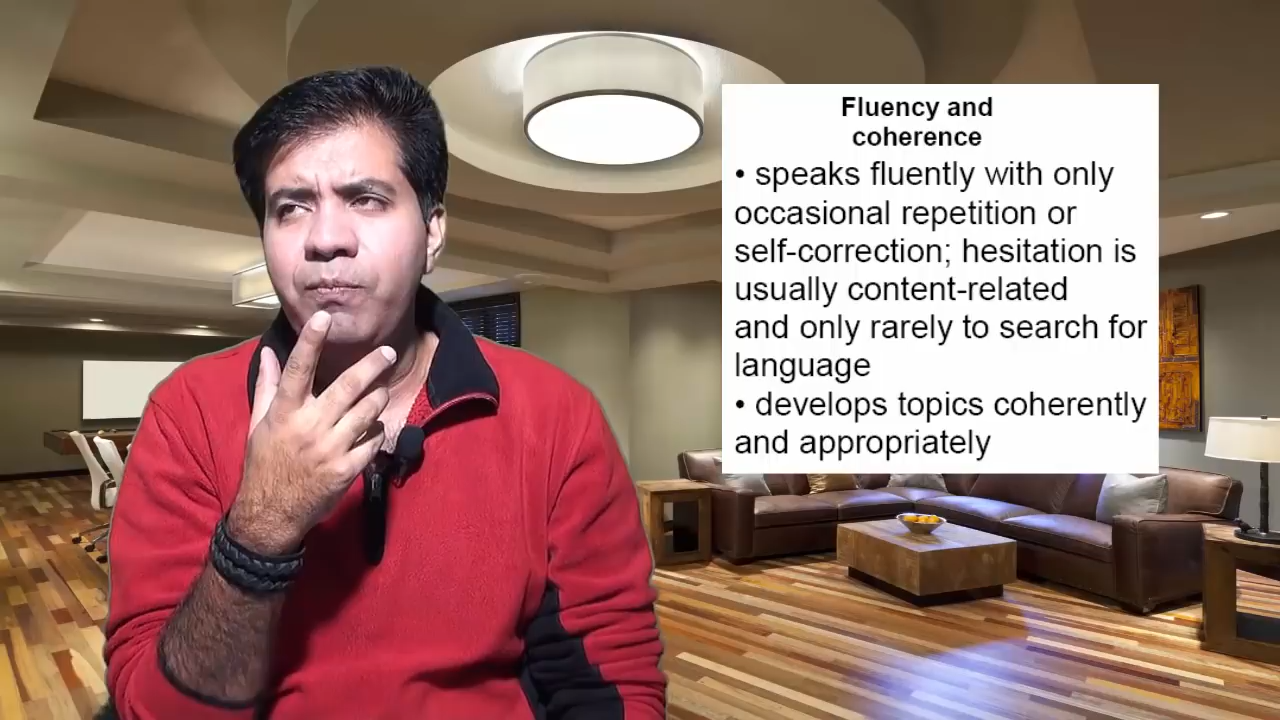 Fluency and
coherence
• speaks fluently with only
occasional repetition or
self-correction; hesitation is
usually content-related
and only rarely to search for
language
• develops topics coherently
and appropriately